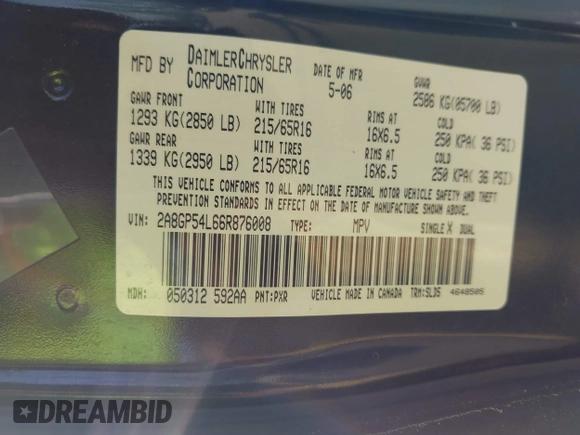 MFD BY DAIMLERCHRYSLER CORPORATION DATE OF MFR 5-06 GVWR 2586 KG(05700 LB)
GAWR FRONT WITH TIRES RIMS AT COLD
1293 KG(2850 LB) 215/65R16 16X6.5 250 KPA( 36 PSI)
GAWR REAR WITH TIRES RIMS AT COLD
1339 KG(2950 LB) 215/65R16 16X6.5 250 KPA( 36 PSI)
THIS VEHICLE CONFORMS TO ALL APPLICABLE FEDERAL MOTOR VEHICLE SAFETY AND THEFT
PREVENTION STANDARDS IN EFFECT ON THE DATE OF MANUFACTURE SHOWN ABOVE.
VIN: 2A8GP54L66R876008 TYPE: MPV SINGLE X DUAL
MDH: 050312 592AA PNT:PXR VEHICLE MADE IN CANADA TRM:SLD5 4648505
DREAMBID